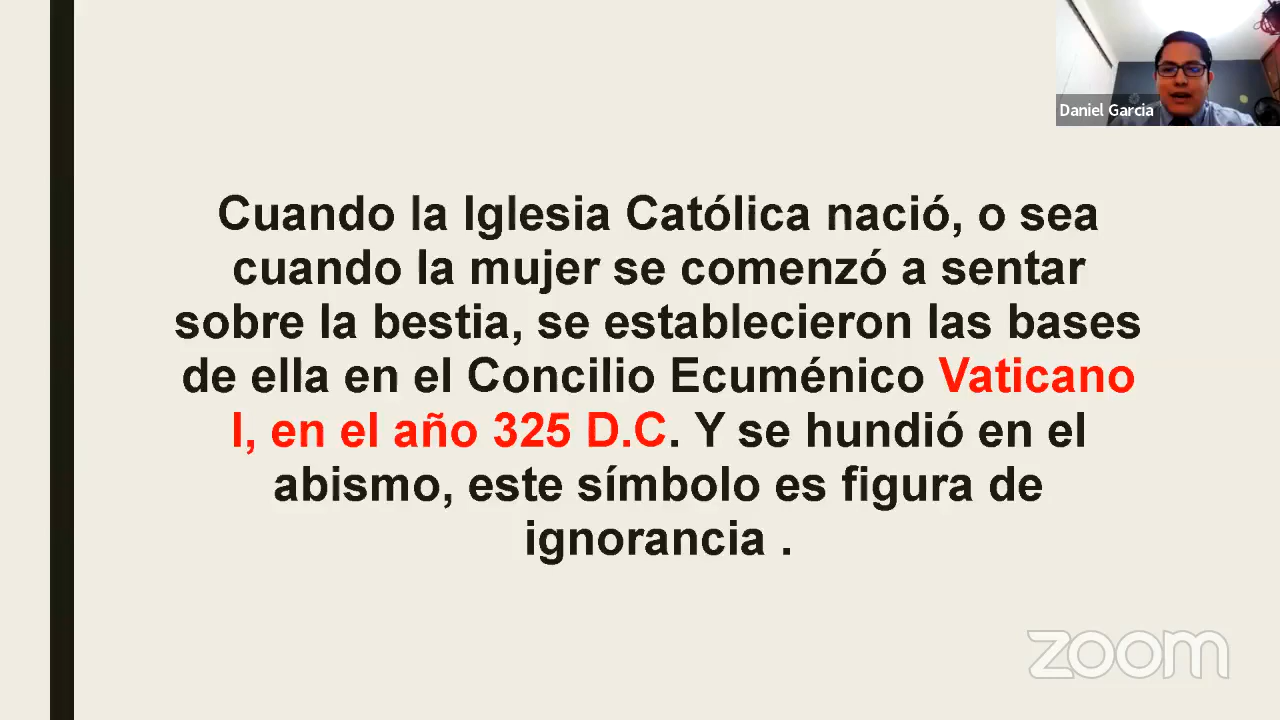 Daniel Garcia
Cuando la Iglesia Católica nació, o sea
cuando la mujer se comenzó a sentar
sobre la bestia, se establecieron las bases
de ella en el Concilio Ecuménico Vaticano
I, en el año 325 D.C. Y se hundió en el
abismo, este símbolo es figura de
ignorancia .
zoom